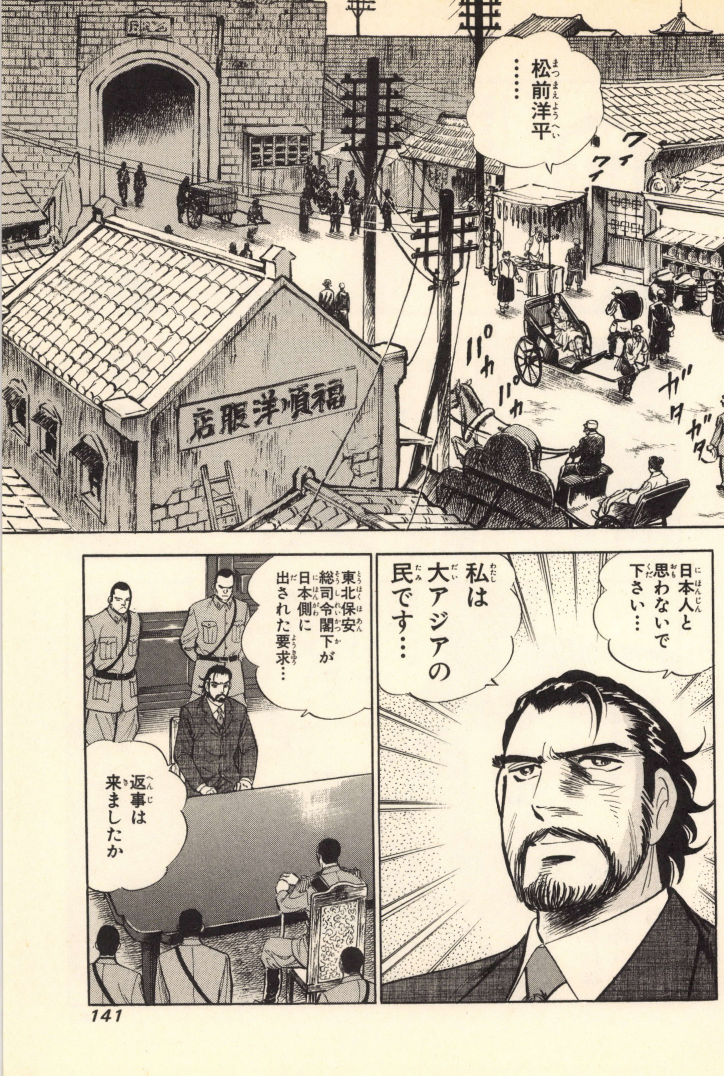 松前洋平
……
ワイ
ワイ
パカ
パカ
ガタ
ガタ
店服洋順福
日本人と
思わないで
下さい…
私は
大アジアの
民です…
東北保安
総司令閣下が
日本側に
出された要求…
返事は
来ましたか
141